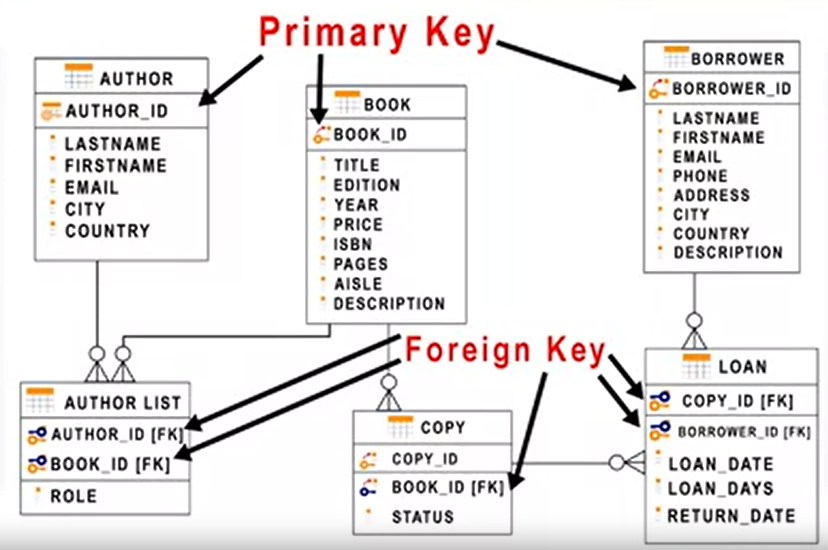 Primary Key
AUTHOR
AUTHOR_ID
LASTNAME
FIRSTNAME
EMAIL
CITY
COUNTRY
BOOK
BOOK_ID
TITLE
EDITION
YEAR
PRICE
ISBN
PAGES
AISLE
DESCRIPTION
BORROWER
BORROWER_ID
LASTNAME
FIRSTNAME
EMAIL
PHONE
ADDRESS
CITY
COUNTRY
DESCRIPTION
Foreign Key
AUTHOR LIST
AUTHOR_ID [FK]
BOOK_ID [FK]
ROLE
COPY
COPY_ID
BOOK_ID [FK]
STATUS
LOAN
COPY_ID [FK]
BORROWER_ID [FK]
LOAN_DATE
LOAN_DAYS
RETURN_DATE